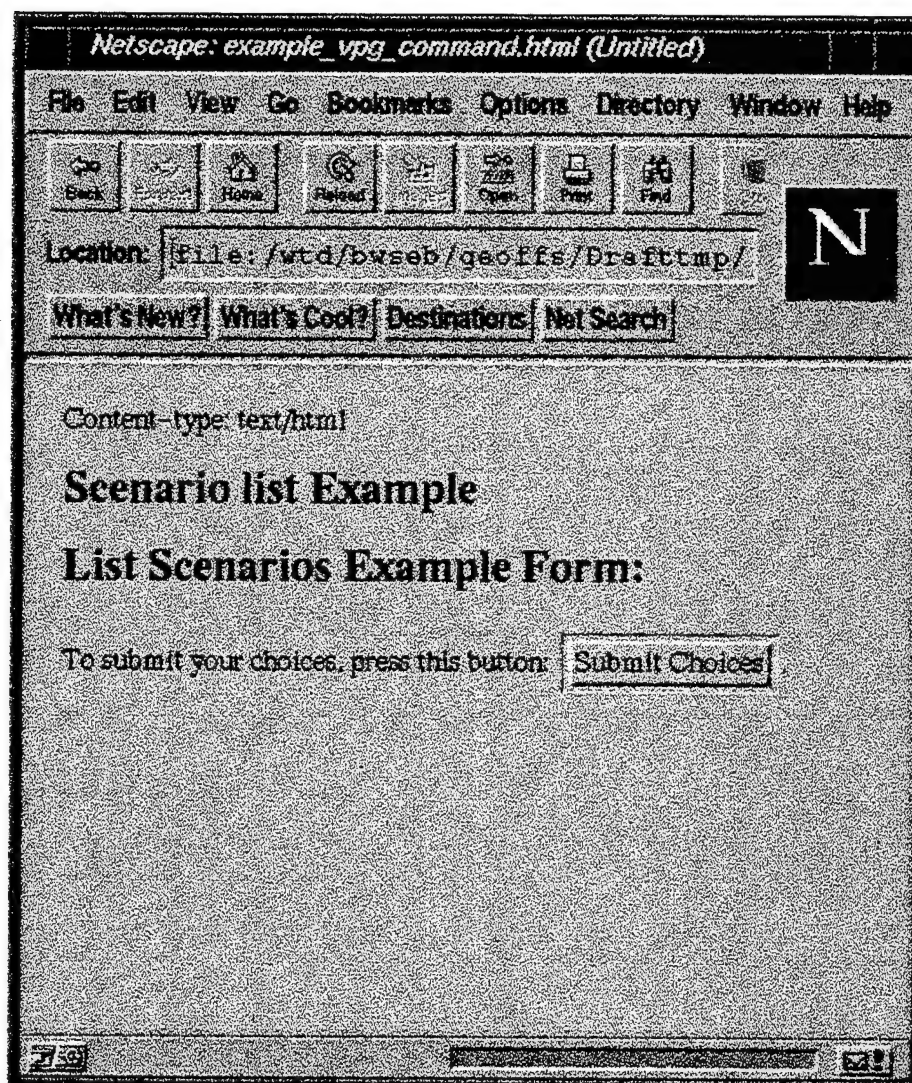 Netscape: example_vpg_command.html (Untitled)
File Edit View Go Bookmarks Options Directory Window Help
Back Home Reload Open Print Find
N
Location: file:/wtd/bwseb/geoffs/Drafttmp/
What's New? What's Cool? Destinations Net Search
Content-type: text/html
Scenario list Example
List Scenarios Example Form:
To submit your choices, press this button: Submit Choices